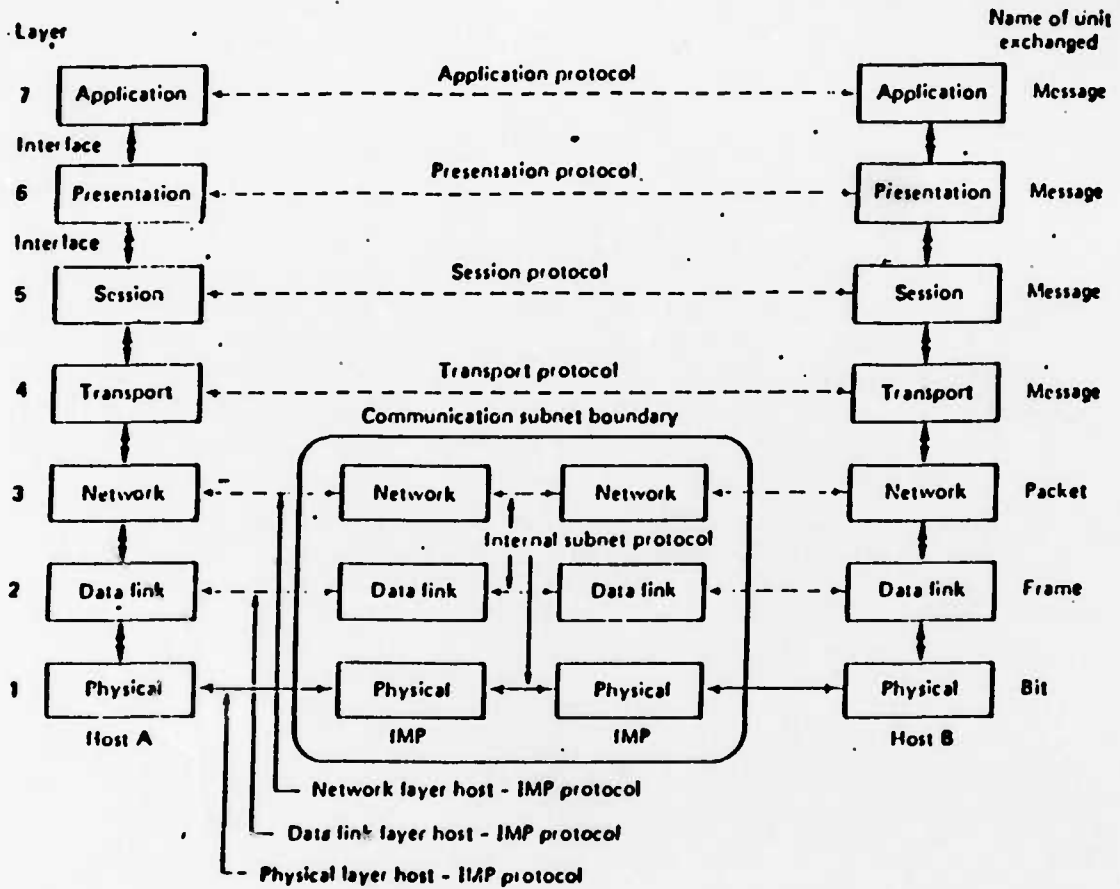 Layer
Name of unit
exchanged
Application protocol
7 Application Application Message
Interface
Presentation protocol
6 Presentation Presentation Message
Interface
Session protocol
5 Session Session Message
Transport protocol
4 Transport Transport Message
Communication subnet boundary
3 Network Network Network Network Packet
Internal subnet protocol
2 Data link Data link Data link Data link Frame
1 Physical Physical Physical Physical Bit
Host A IMP IMP Host B
Network layer host - IMP protocol
Data link layer host - IMP protocol
Physical layer host - IMP protocol